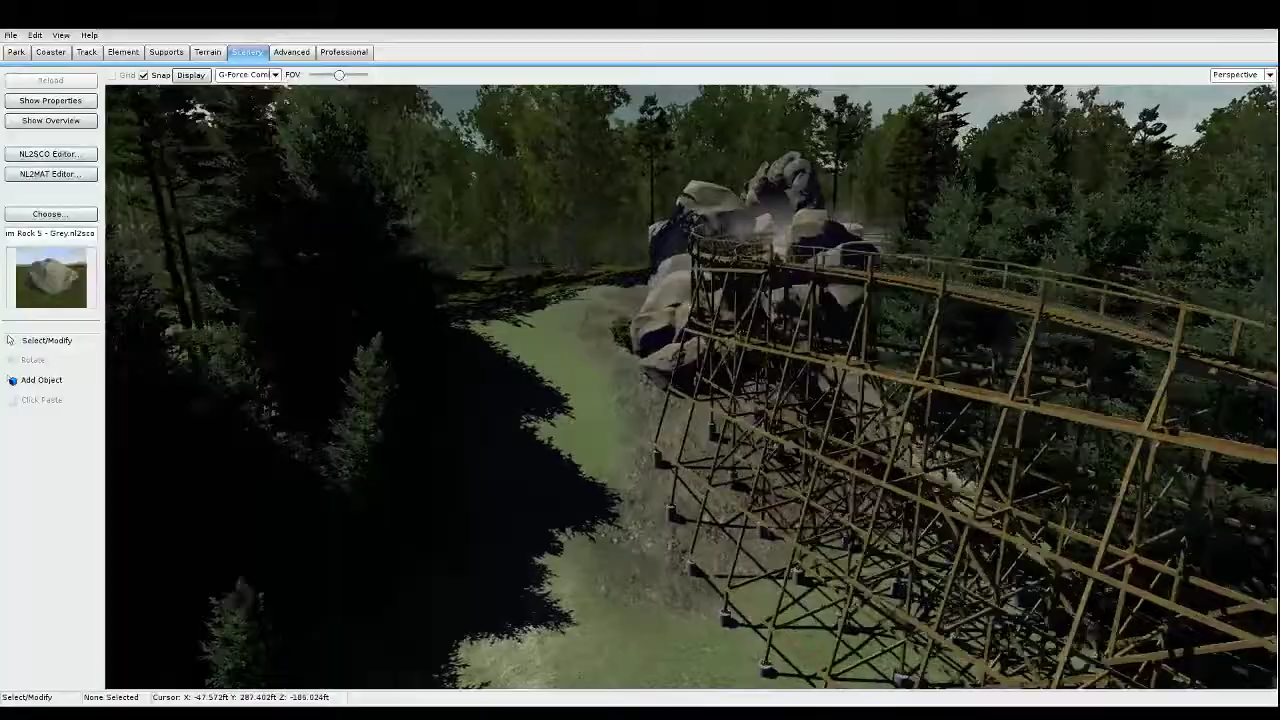 File Edit View Help
Park Coaster Track Element Supports Terrain Scenery Advanced Professional
Reload Grid Snap Display G-Force Com FOV Perspective
Show Properties
Show Overview
NL2SCO Editor...
NL2MAT Editor...
Choose...
im Rock 5 - Grey.nl2sco
Select/Modify
Rotate
Add Object
Click Paste
Select/Modify None Selected Cursor: X: -47.572ft Y: 287.402ft Z: -186.024ft